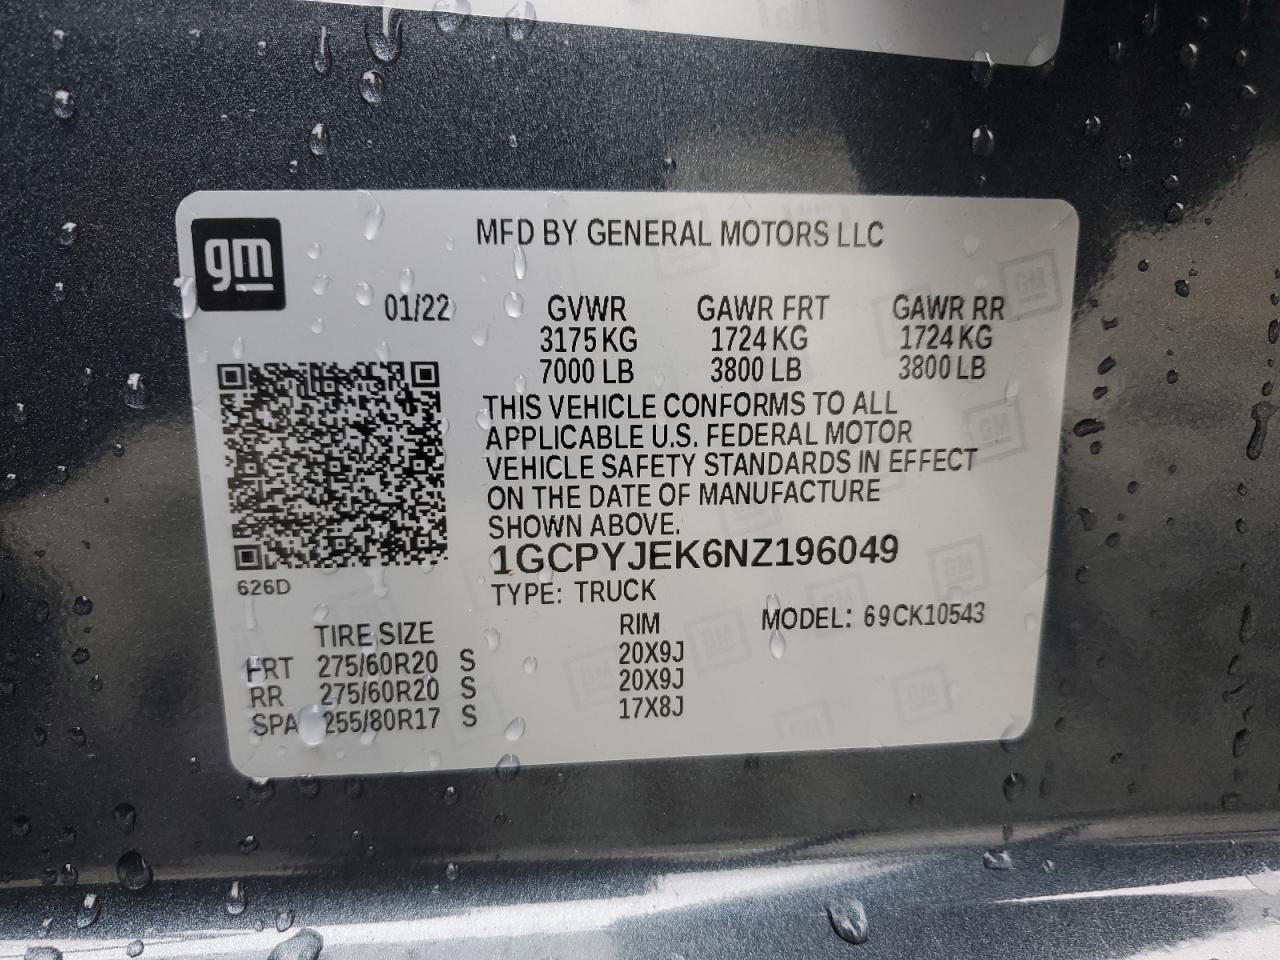 gm
MFD BY GENERAL MOTORS LLC
01/22 GVWR GAWR FRT GAWR RR
3175 KG 1724 KG 1724 KG
7000 LB 3800 LB 3800 LB
THIS VEHICLE CONFORMS TO ALL
APPLICABLE U.S. FEDERAL MOTOR
VEHICLE SAFETY STANDARDS IN EFFECT
ON THE DATE OF MANUFACTURE
SHOWN ABOVE.
1GCPYJEK6NZ196049
TYPE: TRUCK
626D
TIRE SIZE RIM MODEL: 69CK10543
FRT 275/60R20 S 20X9J
RR 275/60R20 S 20X9J
SPA 255/80R17 S 17X8J